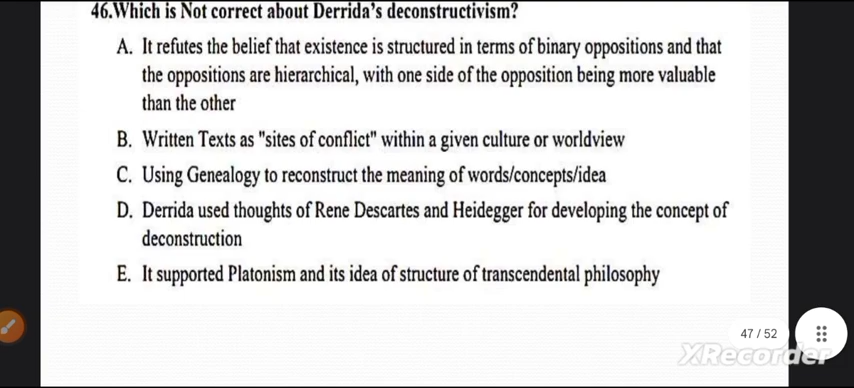 46.Which is Not correct about Derrida's deconstructivism?
A. It refutes the belief that existence is structured in terms of binary oppositions and that
the oppositions are hierarchical, with one side of the opposition being more valuable
than the other
B. Written Texts as "sites of conflict" within a given culture or worldview
C. Using Genealogy to reconstruct the meaning of words/concepts/idea
D. Derrida used thoughts of Rene Descartes and Heidegger for developing the concept of
deconstruction
E. It supported Platonism and its idea of structure of transcendental philosophy
47 / 52
XRecorder